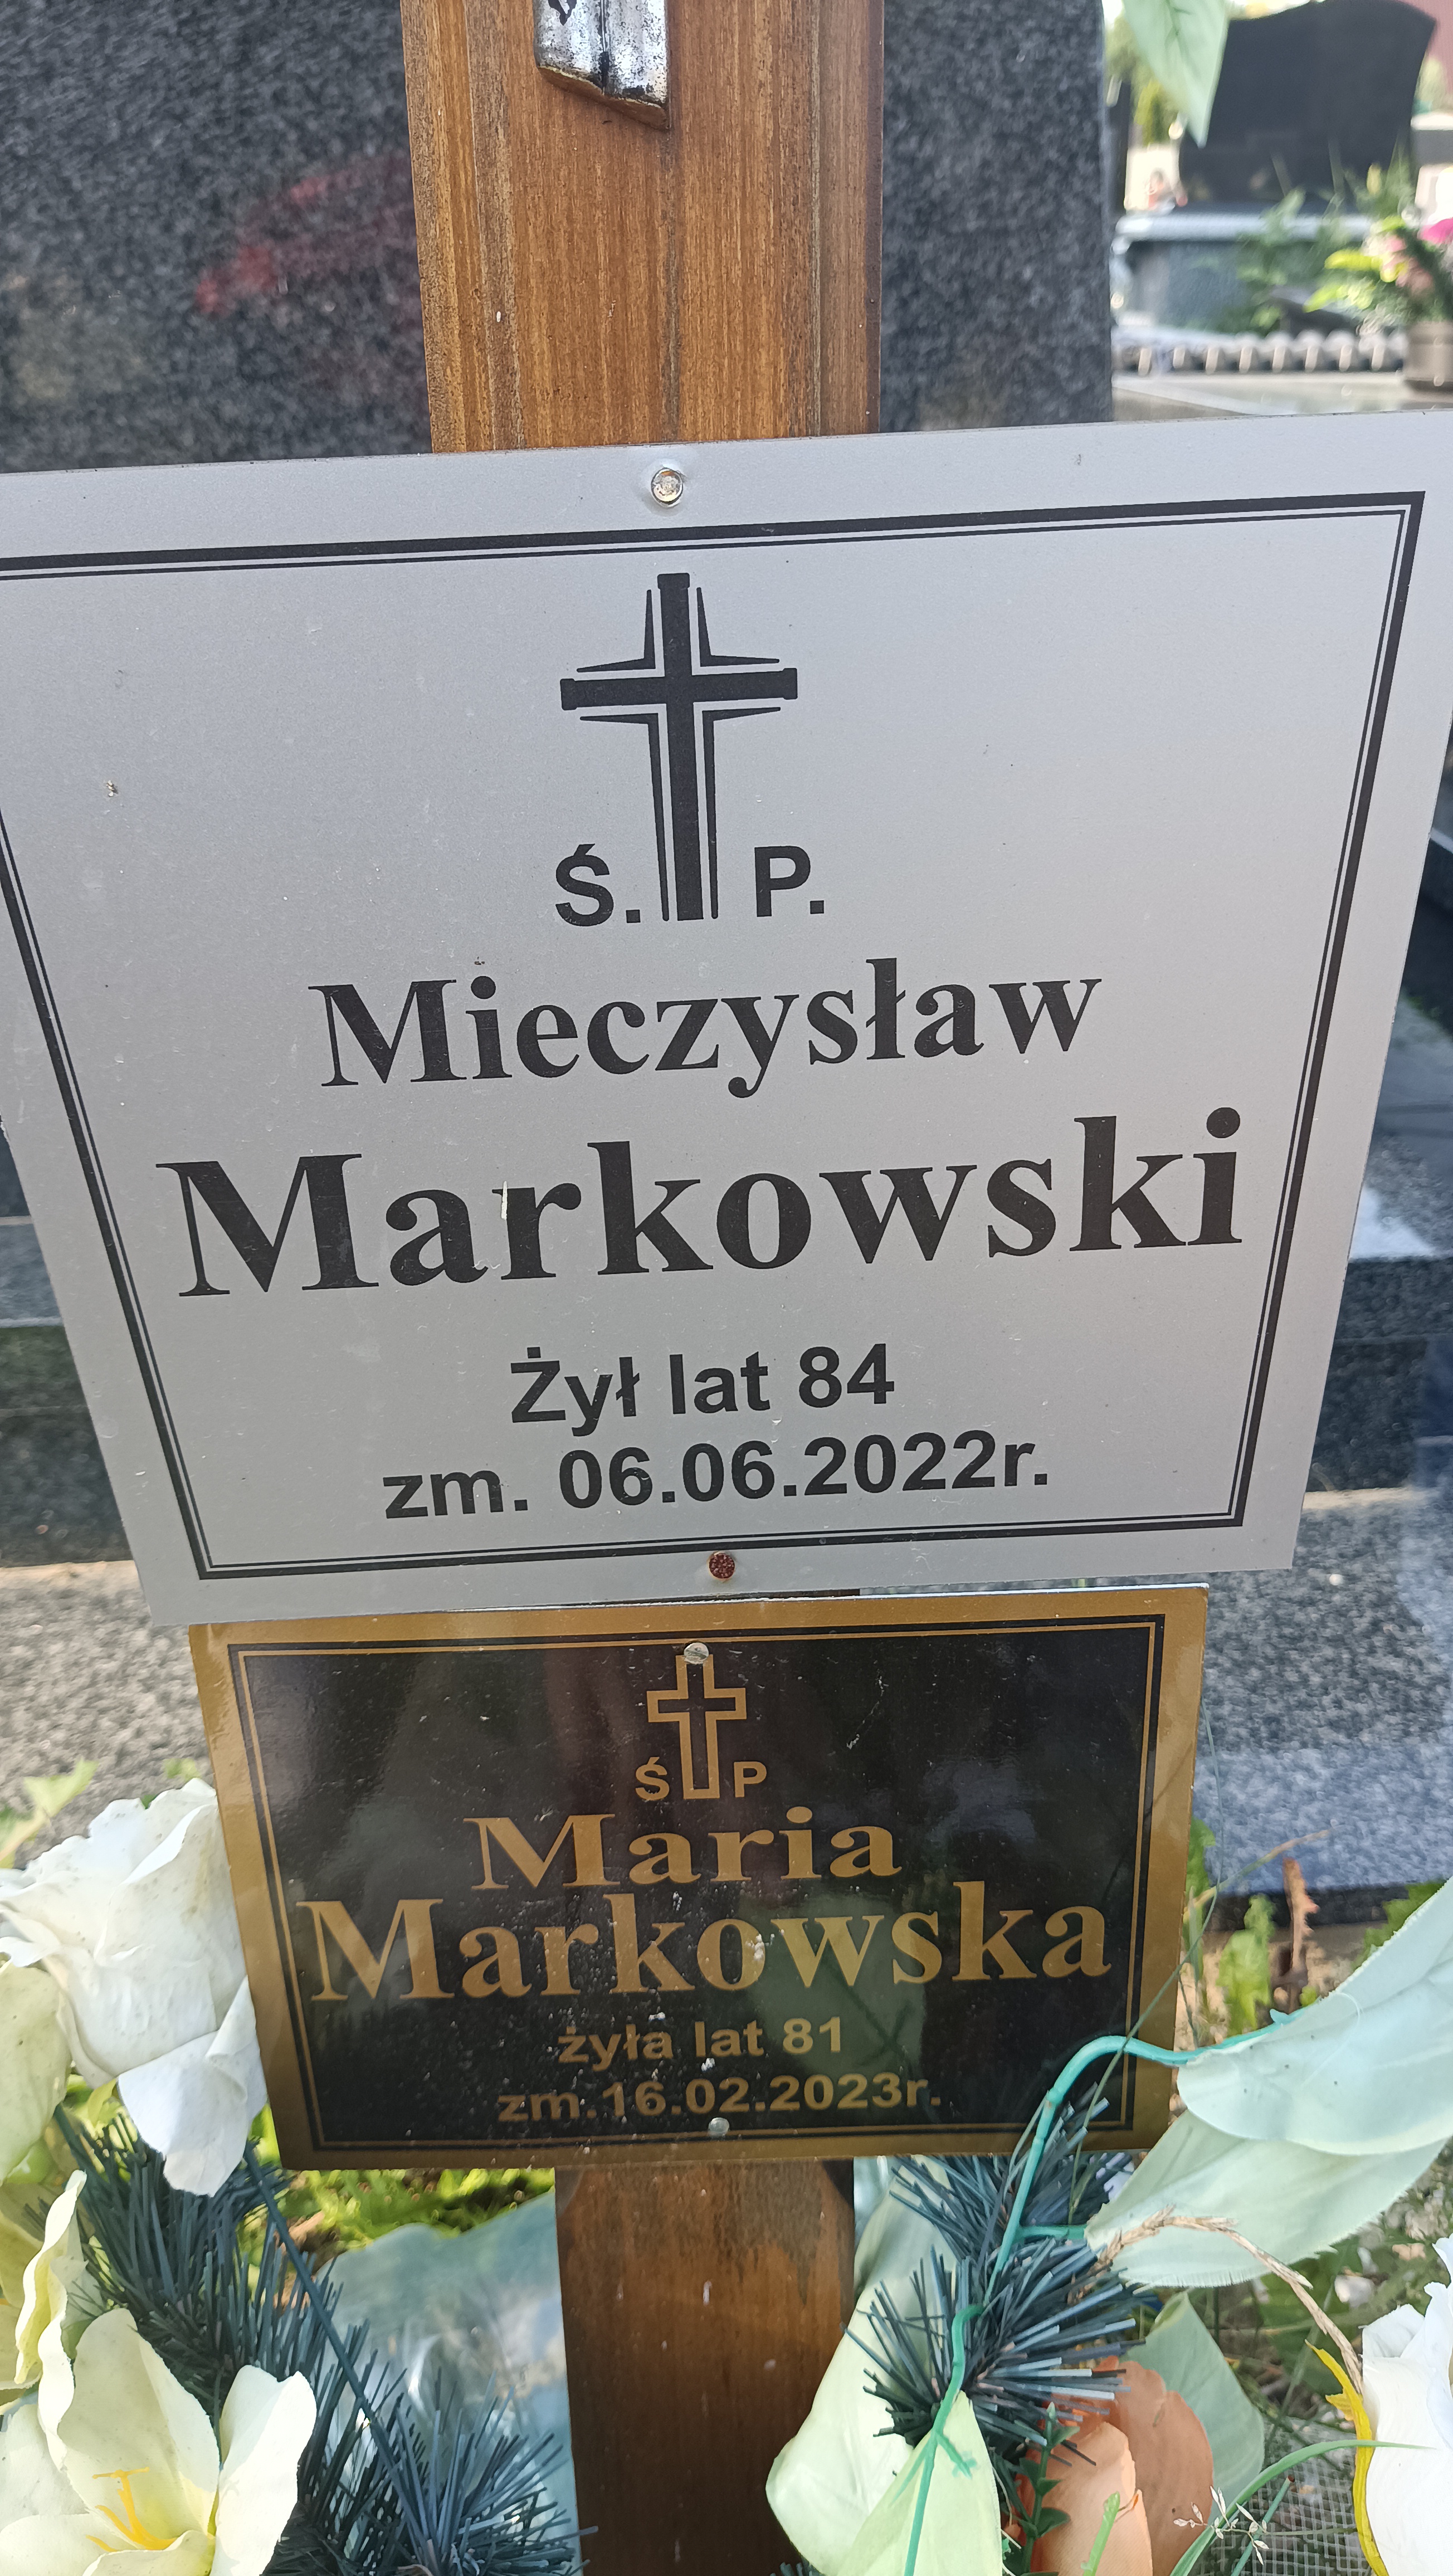 Ś. P.
Mieczysław
Markowski
Żył lat 84
zm. 06.06.2022r.
Ś P
Maria
Markowska
żyła lat 81
zm.16.02.2023r.